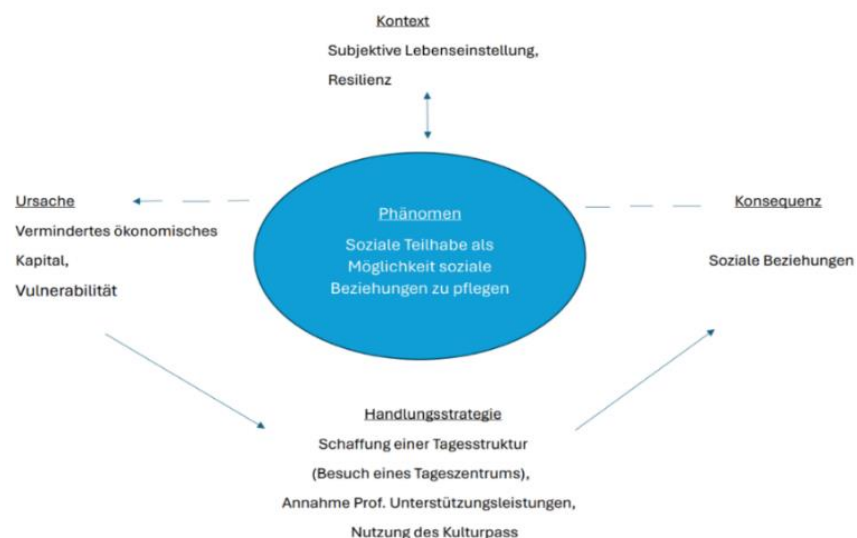 Kontext
Subjektive Lebenseinstellung,
Resilienz
Ursache
Vermindertes ökonomisches
Kapital,
Vulnerabilität
Phänomen
Soziale Teilhabe als
Möglichkeit soziale
Beziehungen zu pflegen
Konsequenz
Soziale Beziehungen
Handlungsstrategie
Schaffung einer Tagesstruktur
(Besuch eines Tageszentrums),
Annahme Prof. Unterstützungsleistungen,
Nutzung des Kulturpass